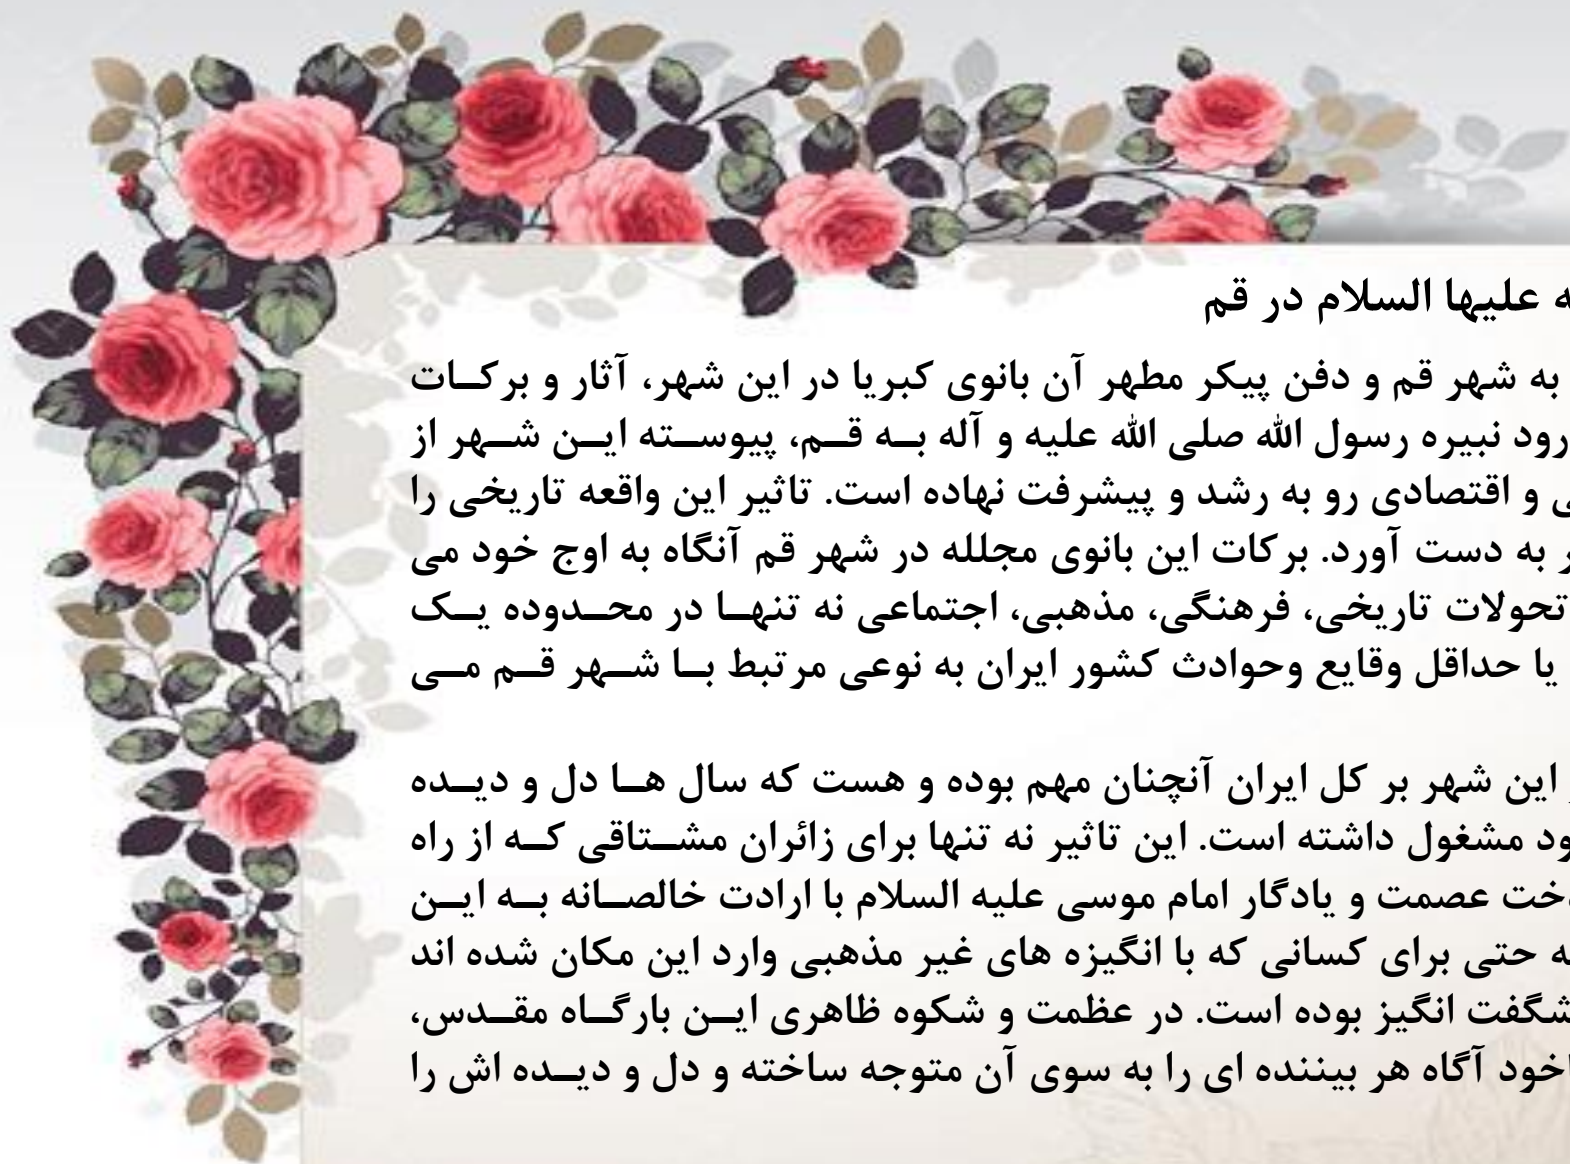 علیها السلام در قم
به شهر قم و دفن پیکر مطهر آن بانوی کبریا در این شهر، آثار و برکات
نبیره رسول الله صلی الله علیه و آله به قم، پیوسته این شهر از
و اقتصادی رو به رشد و پیشرفت نهاده است. تاثیر این واقعه تاریخی را
به دست آورد. برکات این بانوی مجلله در شهر قم آنگاه به اوج خود می
تحولات تاریخی، فرهنگی، مذهبی، اجتماعی نه تنها در محدوده یک
یا حداقل وقایع وحوادث کشور ایران به نوعی مرتبط با شهر قم می
این شهر بر کل ایران آنچنان مهم بوده و هست که سال ها دل و دیده
مشغول داشته است. این تاثیر نه تنها برای زائران مشتاقی که از راه
عصمت و یادگار امام موسی علیه السلام با ارادت خالصانه به این
حتی برای کسانی که با انگیزه های غیر مذهبی وارد این مکان شده اند
شگفت انگیز بوده است. در عظمت و شکوه ظاهری این بارگاه مقدس،
آگاه هر بیننده ای را به سوی آن متوجه ساخته و دل و دیده اش را